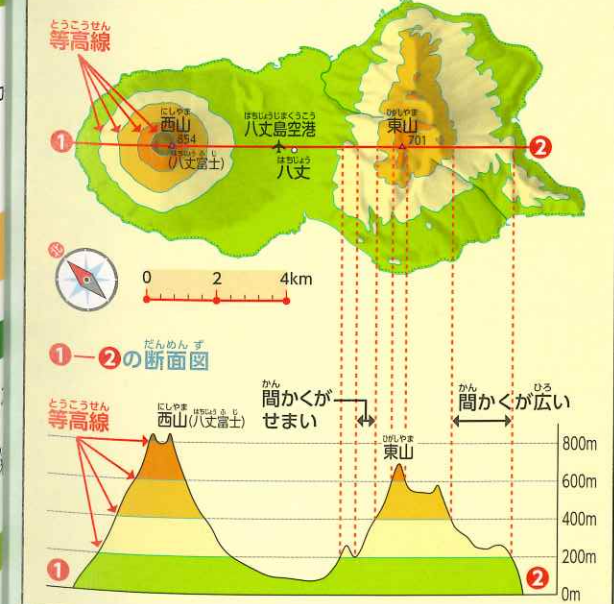 とうこうせん
等高線
にしやま
西山
854
はちじょうふじ
(八丈富士)
はちじょうじまくうこう
八丈島空港
はちじょう
八丈
ひがしやま
東山
701
1
2
0 2 4km
1-2の断面図
だんめんず
とうこうせん
等高線
にしやま はちじょうふじ
西山(八丈富士)
かん
間かくが
せまい
かん ひろ
間かくが広い
ひがしやま
東山
800m
600m
400m
200m
0m
1
2